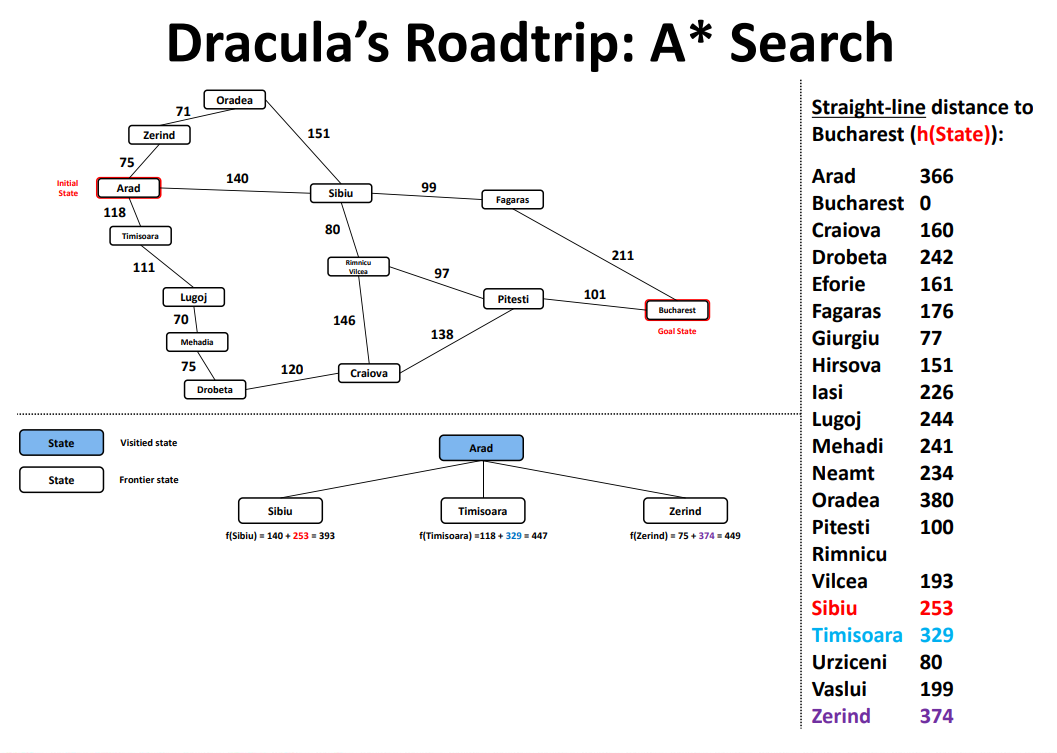 Dracula's Roadtrip: A* Search
Oradea
71
Zerind
151
75
Initial
State
Arad
140
Sibiu
99
Fagaras
118
Timisoara
80
111
Rimnicu
Vilcea
97
211
Lugoj
Pitesti
101
Bucharest
Goal State
70
146
138
Mehadia
75
120
Craiova
Drobeta
State
Visitied state
State
Frontier state
Arad
Sibiu
Timisoara
Zerind
f(Sibiu) = 140 + 253 = 393
f(Timisoara) =118 + 329 = 447
f(Zerind) = 75 + 374 = 449
Straight-line distance to
Bucharest (h(State)):
Arad 366
Bucharest 0
Craiova 160
Drobeta 242
Eforie 161
Fagaras 176
Giurgiu 77
Hirsova 151
Iasi 226
Lugoj 244
Mehadi 241
Neamt 234
Oradea 380
Pitesti 100
Rimnicu
Vilcea 193
Sibiu 253
Timisoara 329
Urziceni 80
Vaslui 199
Zerind 374